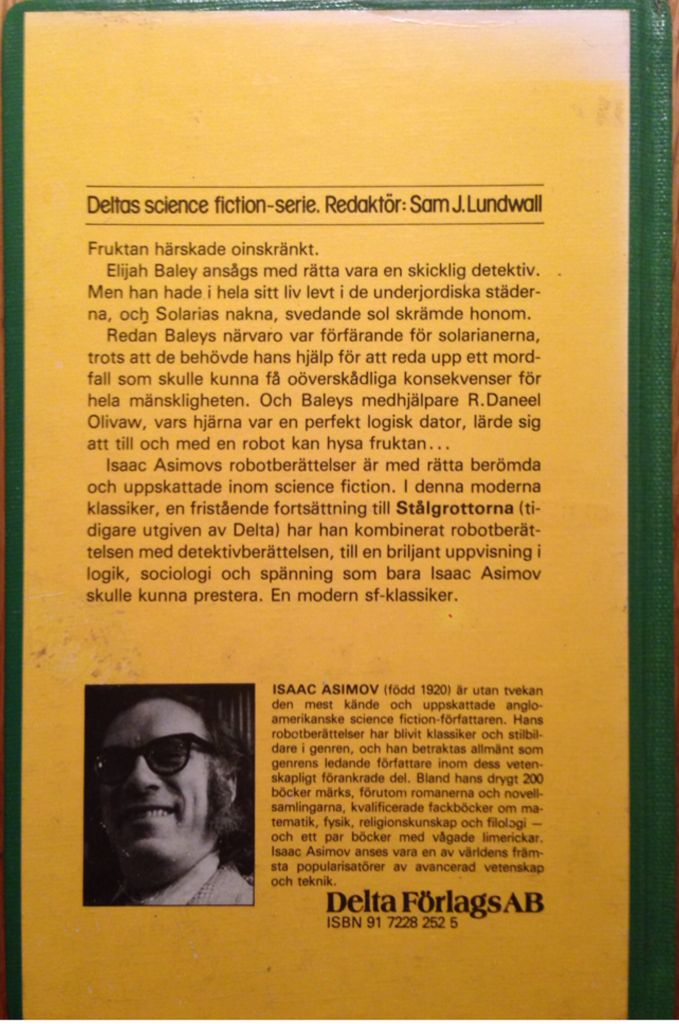 Deltas science fiction-serie. Redaktör: Sam J. Lundwall
Fruktan härskade oinskränkt.
Elijah Baley ansågs med rätta vara en skicklig detektiv.
Men han hade i hela sitt liv levt i de underjordiska städer-
na, och Solarias nakna, svedande sol skrämde honom.
Redan Baleys närvaro var förfärande för solarianerna,
trots att de behövde hans hjälp för att reda upp ett mord-
fall som skulle kunna få oöverskådliga konsekvenser för
hela mänskligheten. Och Baleys medhjälpare R.Daneel
Olivaw, vars hjärna var en perfekt logisk dator, lärde sig
att till och med en robot kan hysa fruktan...
Isaac Asimovs robotberättelser är med rätta berömda
och uppskattade inom science fiction. I denna moderna
klassiker, en fristående fortsättning till Stålgrottorna (ti-
digare utgiven av Delta) har han kombinerat robotberät-
telsen med detektivberättelsen, till en briljant uppvisning i
logik, sociologi och spänning som bara Isaac Asimov
skulle kunna prestera. En modern sf-klassiker.
ISAAC ASIMOV (född 1920) är utan tvekan
den mest kände och uppskattade anglo-
amerikanske science fiction-författaren. Hans
robotberättelser har blivit klassiker och stilbil-
dare i genren, och han betraktas allmänt som
genrens ledande författare inom dess veten-
skapligt förankrade del. Bland hans drygt 200
böcker märks, förutom romanerna och novell-
samlingarna, kvalificerade fackböcker om ma-
tematik, fysik, religionskunskap och filologi —
och ett par böcker med vågade limerickar.
Isaac Asimov anses vara en av världens främ-
sta popularisatörer av avancerad vetenskap
och teknik.
Delta Förlags AB
ISBN 91 7228 252 5